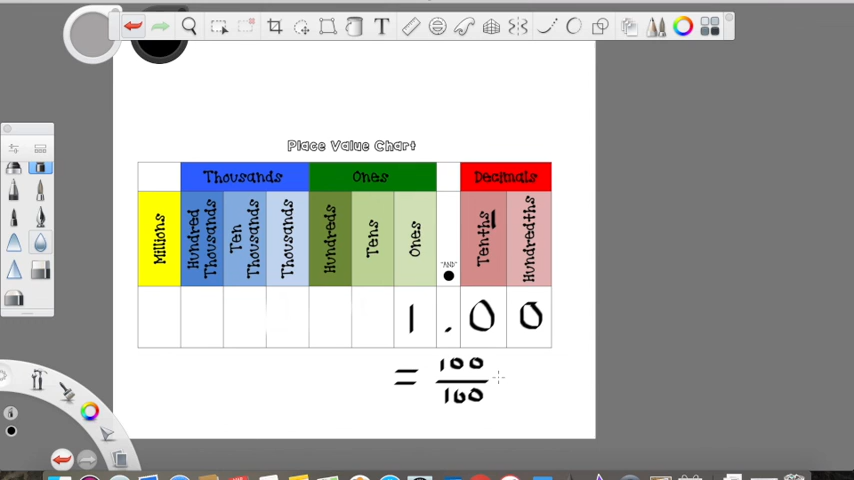 Place Value Chart
Thousands Ones Decimals
Millions Hundred Thousands Ten Thousands Thousands Hundreds Tens Ones "AND" Tenths Hundredths
1 . 0 0
= 100
100